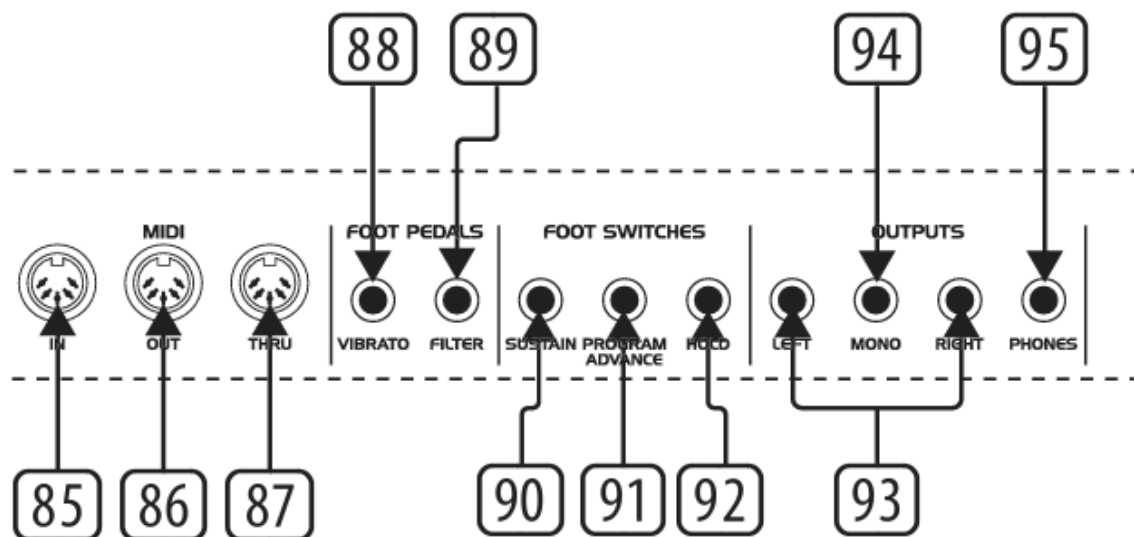 88 89 94 95
MIDI FOOT PEDALS FOOT SWITCHES OUTPUTS
IN OUT THRU VIBRATO FILTER SUSTAIN PROGRAM HOLD LEFT MONO RIGHT PHONES
ADVANCE
85 86 87 90 91 92 93